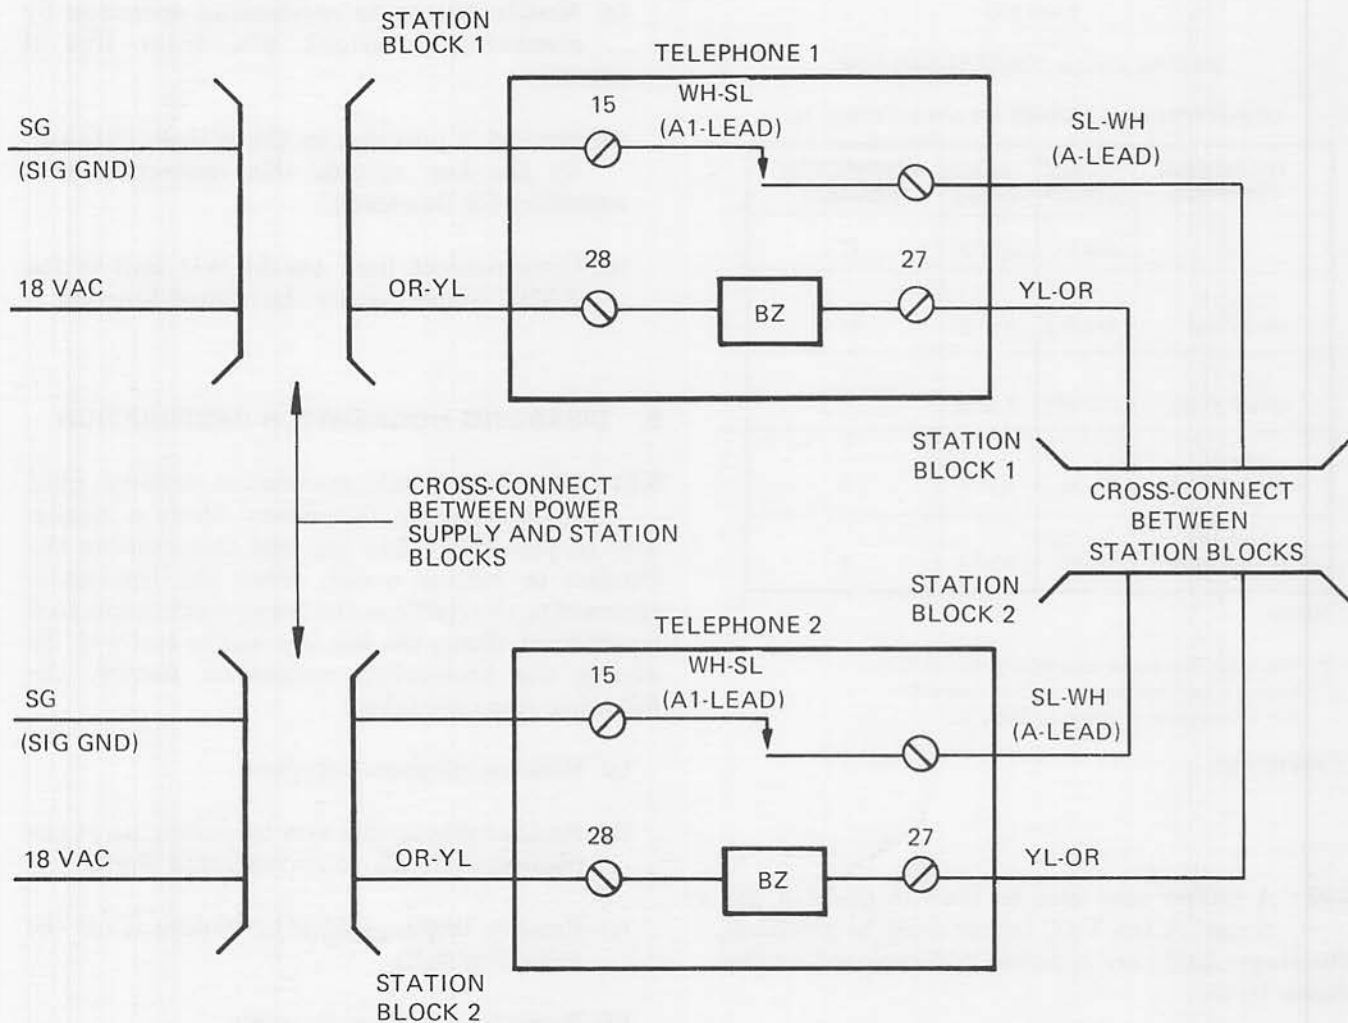 STATION
BLOCK 1
TELEPHONE 1
15
WH-SL
(A1-LEAD)
SG
(SIG GND)
SL-WH
(A-LEAD)
28
27
18 VAC
OR-YL
BZ
YL-OR
STATION
BLOCK 1
CROSS-CONNECT
BETWEEN POWER
SUPPLY AND STATION
BLOCKS
CROSS-CONNECT
BETWEEN
STATION BLOCKS
STATION
BLOCK 2
TELEPHONE 2
15
WH-SL
(A1-LEAD)
SG
(SIG GND)
SL-WH
(A-LEAD)
28
27
18 VAC
OR-YL
BZ
YL-OR
STATION
BLOCK 2